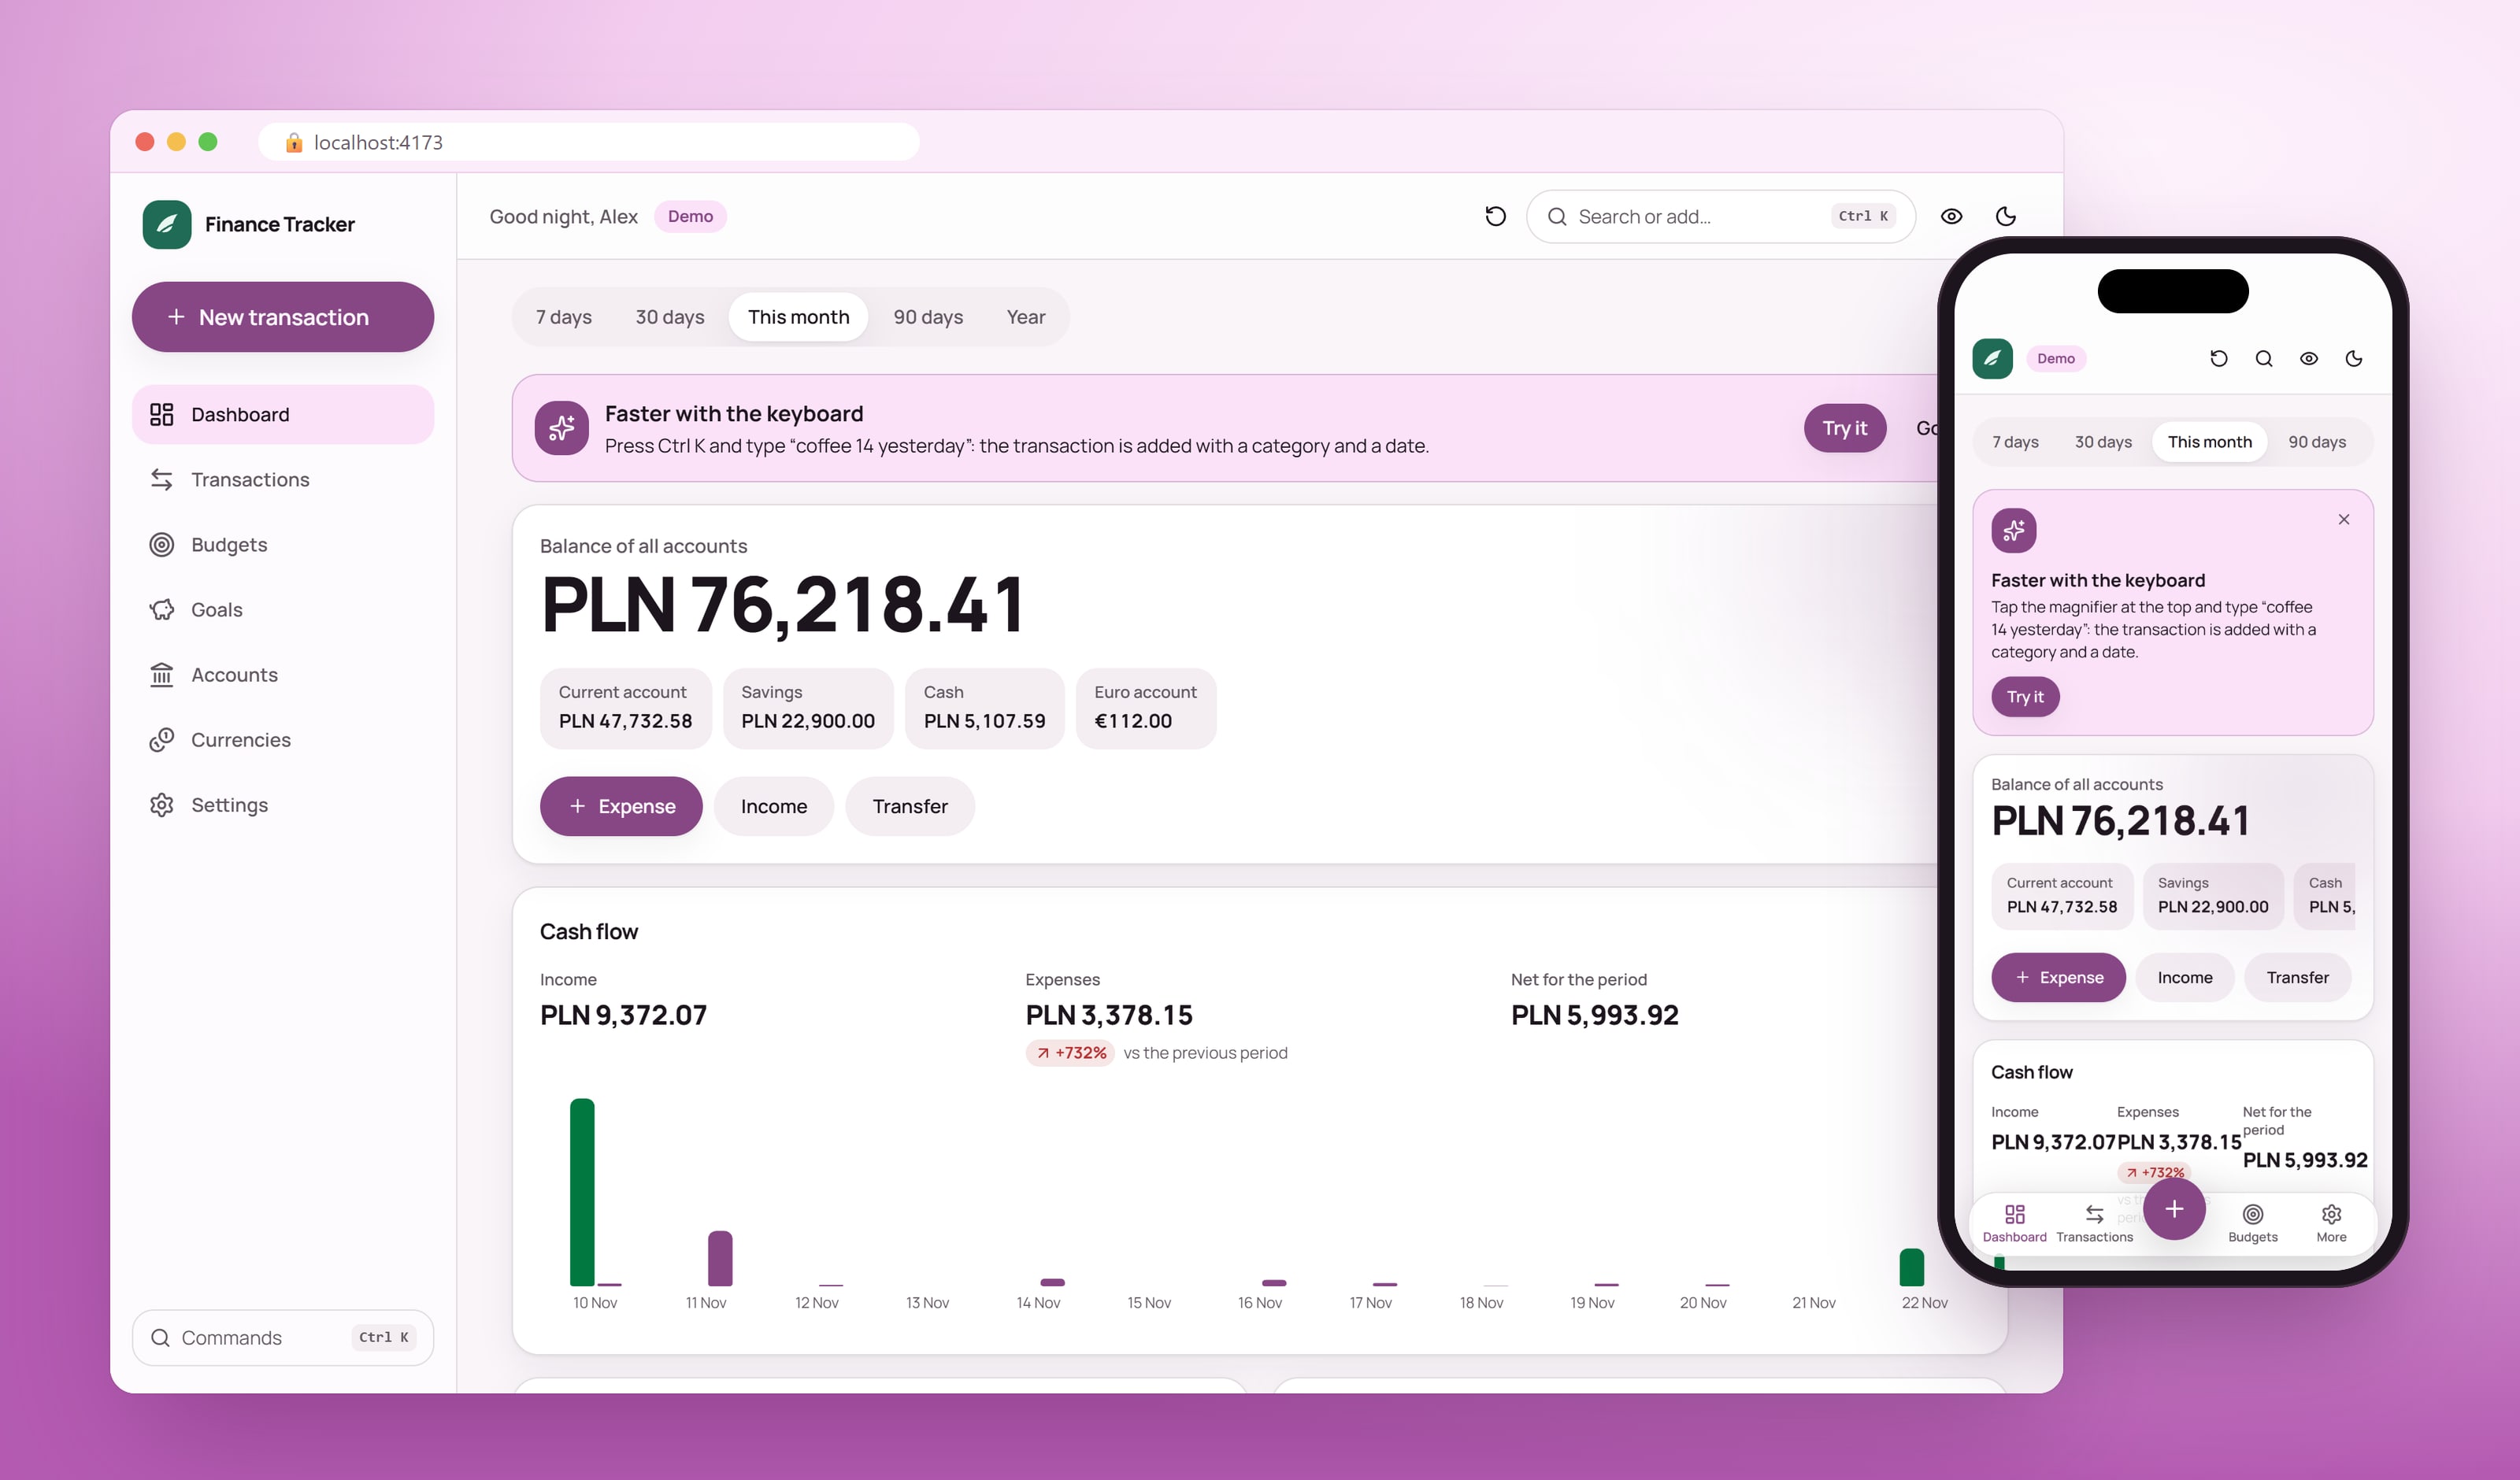 localhost:4173
Finance Tracker
New transaction
Dashboard
Transactions
Budgets
Goals
Accounts
Currencies
Settings
Commands Ctrl K
Good night, Alex Demo
Search or add... Ctrl K
7 days 30 days This month 90 days Year
Faster with the keyboard
Press Ctrl K and type “coffee 14 yesterday”: the transaction is added with a category and a date.
Try it
Balance of all accounts
PLN 76,218.41
Current account Savings Cash Euro account
PLN 47,732.58 PLN 22,900.00 PLN 5,107.59 €112.00
+ Expense Income Transfer
Cash flow
Income Expenses Net for the period
PLN 9,372.07 PLN 3,378.15 PLN 5,993.92
+732% vs the previous period
10 Nov 11 Nov 12 Nov 13 Nov 14 Nov 15 Nov 16 Nov 17 Nov 18 Nov 19 Nov 20 Nov 21 Nov 22 Nov
Demo
7 days 30 days This month 90 days
Faster with the keyboard
Tap the magnifier at the top and type “coffee
14 yesterday”: the transaction is added with a
category and a date.
Try it
Balance of all accounts
PLN 76,218.41
Current account Savings Cash
PLN 47,732.58 PLN 22,900.00 PLN 5,
+ Expense Income Transfer
Cash flow
Income Expenses Net for the
period
PLN 9,372.07 PLN 3,378.15 PLN 5,993.92
+732%
Dashboard Transactions Budgets More